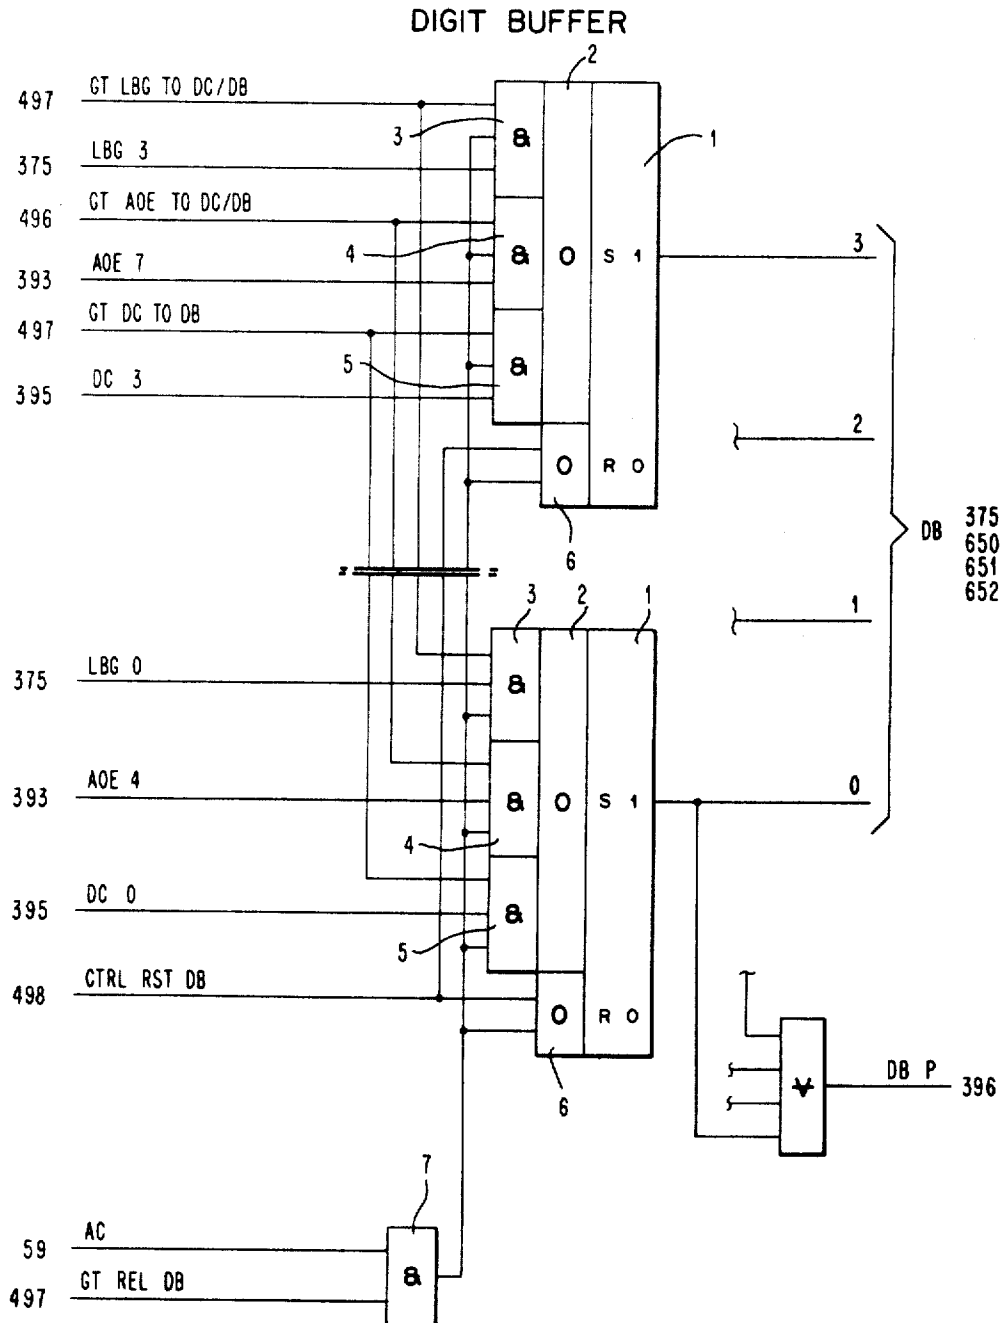 DIGIT BUFFER
2
497 GT LBG TO DC/DB
3 & 1
375 LBG 3
496 GT AOE TO DC/DB
4 & O S 1 3
393 AOE 7
497 GT DC TO DB
5 &
395 DC 3
2
O R O
DB 375
650
651
652
6
3 2 1
1
375 LBG 0
&
393 AOE 4
& O S 1 0
4
395 DC 0
&
5
498 CTRL RST DB
O R O
DB P 396
6
7
59 AC
&
497 GT REL DB